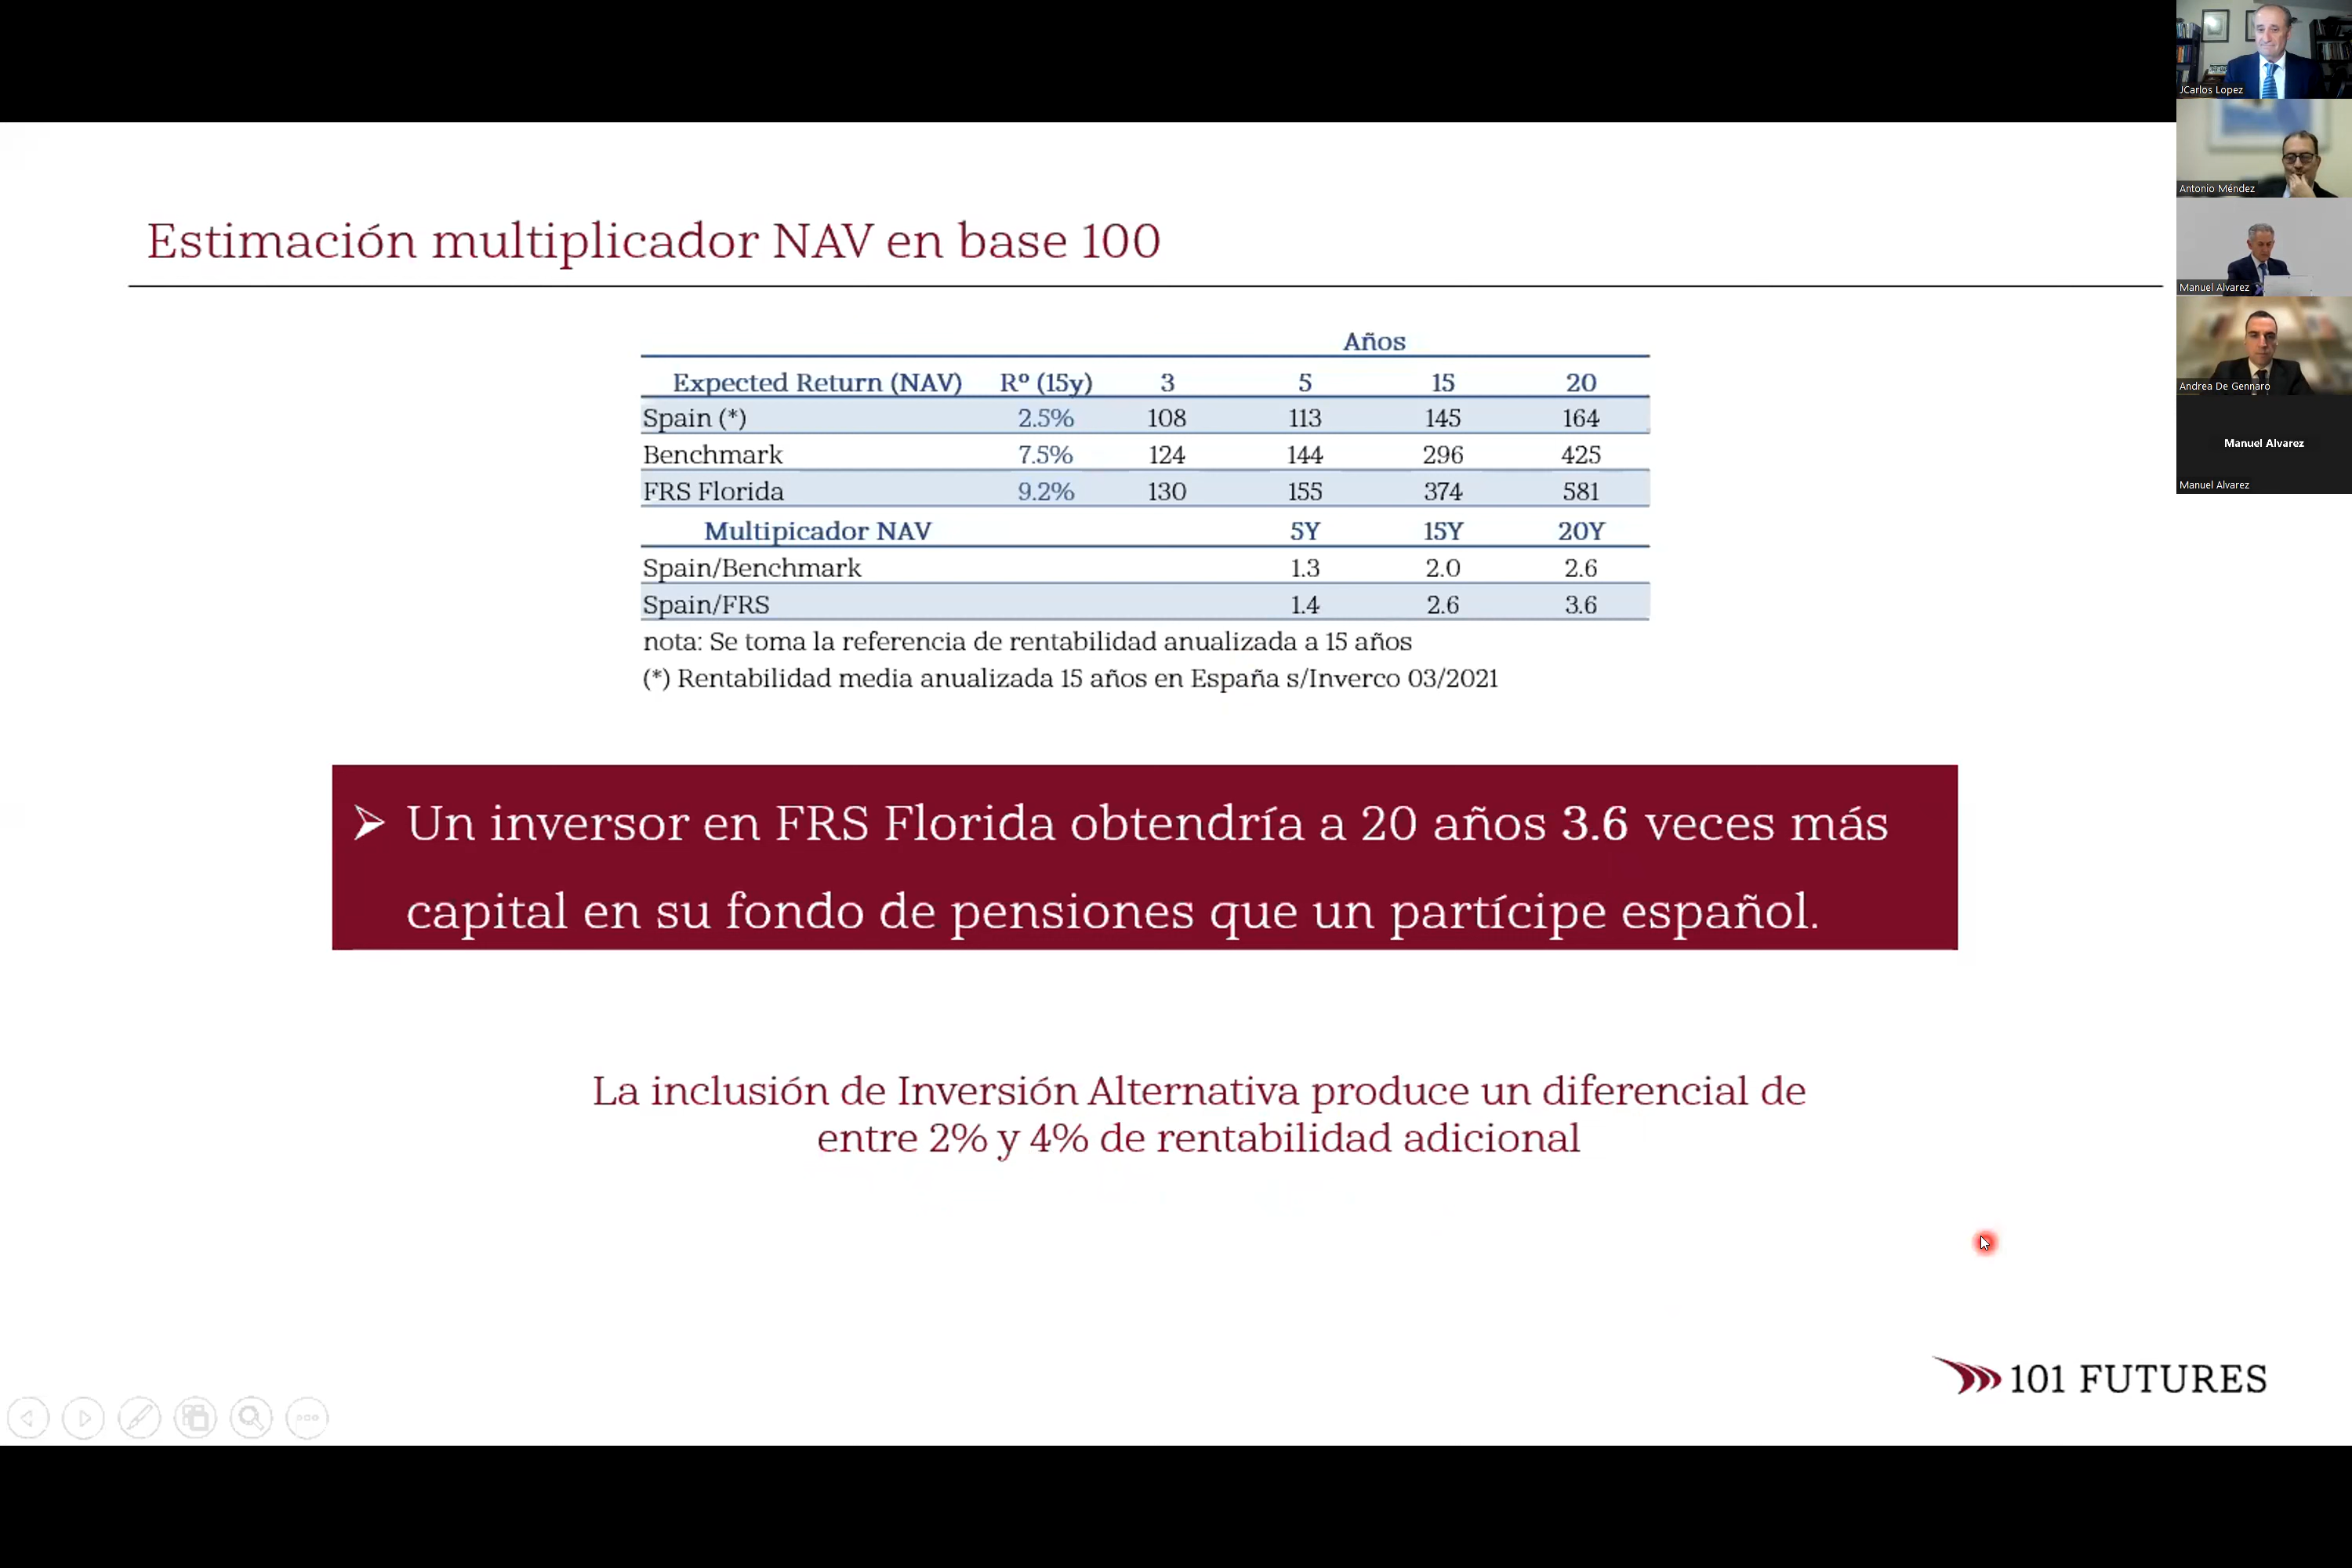 JCarlos Lopez
Antonio Méndez
Manuel Alvarez
Andrea De Gennaro
Manuel Alvarez
Manuel Alvarez
Estimación multiplicador NAV en base 100
Años
Expected Return (NAV) Rº (15y) 3 5 15 20
Spain (*) 2.5% 108 113 145 164
Benchmark 7.5% 124 144 296 425
FRS Florida 9.2% 130 155 374 581
Multipicador NAV 5Y 15Y 20Y
Spain/Benchmark 1.3 2.0 2.6
Spain/FRS 1.4 2.6 3.6
nota: Se toma la referencia de rentabilidad anualizada a 15 años
(*) Rentabilidad media anualizada 15 años en España s/Inverco 03/2021
➢ Un inversor en FRS Florida obtendría a 20 años 3.6 veces más
capital en su fondo de pensiones que un partícipe español.
La inclusión de Inversión Alternativa produce un diferencial de
entre 2% y 4% de rentabilidad adicional
101 FUTURES